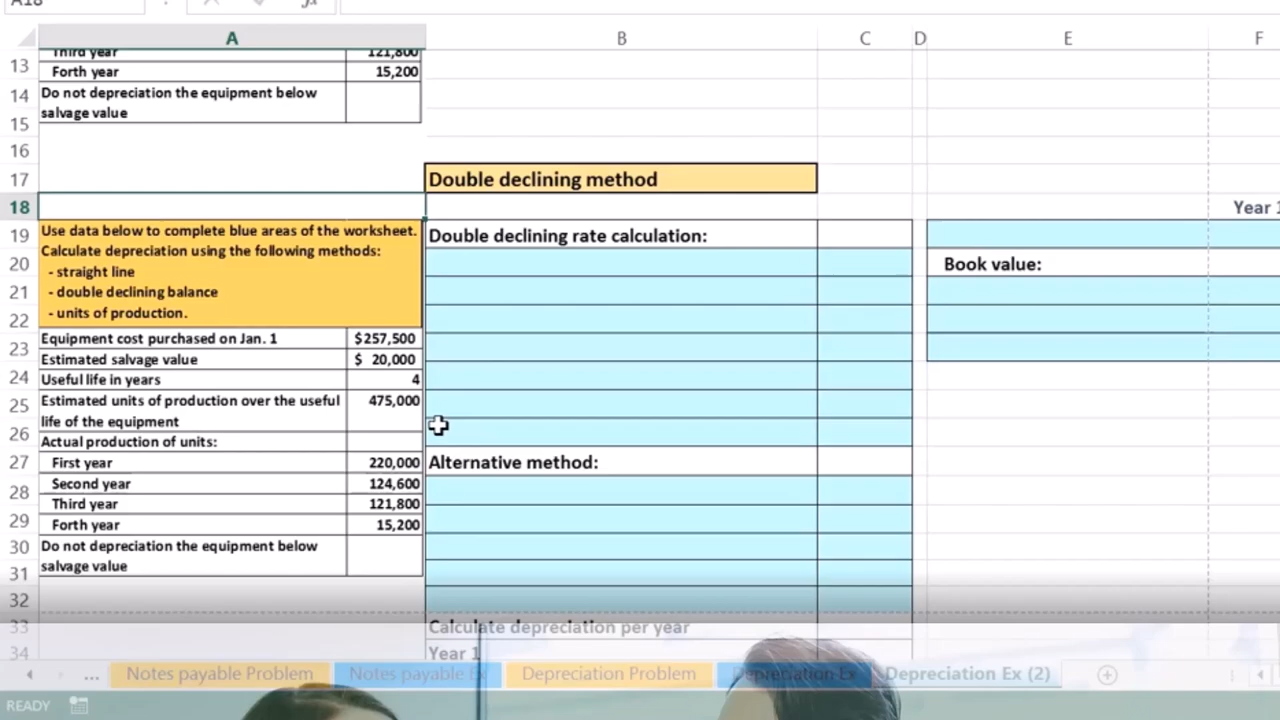 A18
A B C D E F
13 Third year 121,800
Forth year 15,200
14 Do not depreciation the equipment below
15 salvage value
16
17 Double declining method
18 Year 1
19 Use data below to complete blue areas of the worksheet. Double declining rate calculation:
Calculate depreciation using the following methods:
20 - straight line Book value:
21 - double declining balance
22 - units of production.
Equipment cost purchased on Jan. 1 $257,500
23 Estimated salvage value $ 20,000
24 Useful life in years 4
25 Estimated units of production over the useful 475,000
life of the equipment
26 Actual production of units:
27 First year 220,000 Alternative method:
28 Second year 124,600
Third year 121,800
29 Forth year 15,200
30 Do not depreciation the equipment below
31 salvage value
32
33 Calculate depreciation per year
34 Year 1
... Notes payable Problem Notes payable Ex Depreciation Problem Depreciation Ex Depreciation Ex (2)
READY